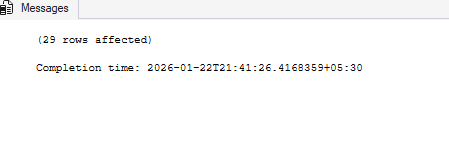 Messages
(29 rows affected)
Completion time: 2026-01-22T21:41:26.4168359+05:30